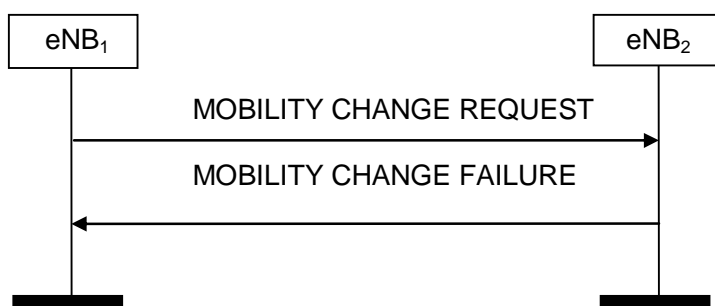 eNB₁
eNB₂
MOBILITY CHANGE REQUEST
MOBILITY CHANGE FAILURE